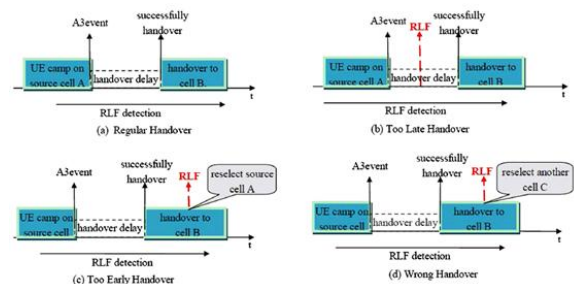 A3event
successfully
handover
UE camp on
source cell A
handover delay
handover to
cell B.
t
RLF detection
(a) Regular Handover
A3event
RLF
successfully
handover
UE camp on
source cell A
handover delay
handover to
cell B
t
RLF detection
(b) Too Late Handover
A3event
successfully
handover
RLF
reselect source
cell A
UE camp on
source cell
handover delay
handover to
cell B
t
RLF detection
(c) Too Early Handover
A3event
successfully
handover
RLF
reselect another
cell C
UE camp on
source cell
handover delay
handover to
cell B
t
RLF detection
(d) Wrong Handover